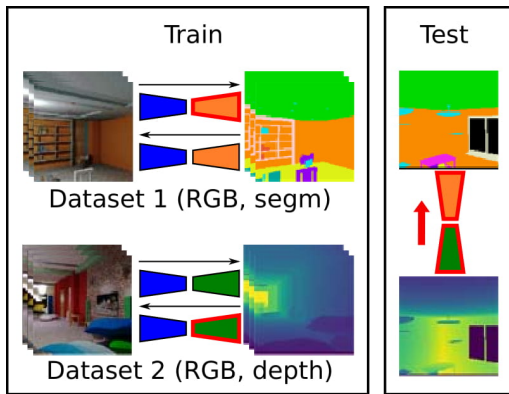 Train
Test
Dataset 1 (RGB, segm)
Dataset 2 (RGB, depth)